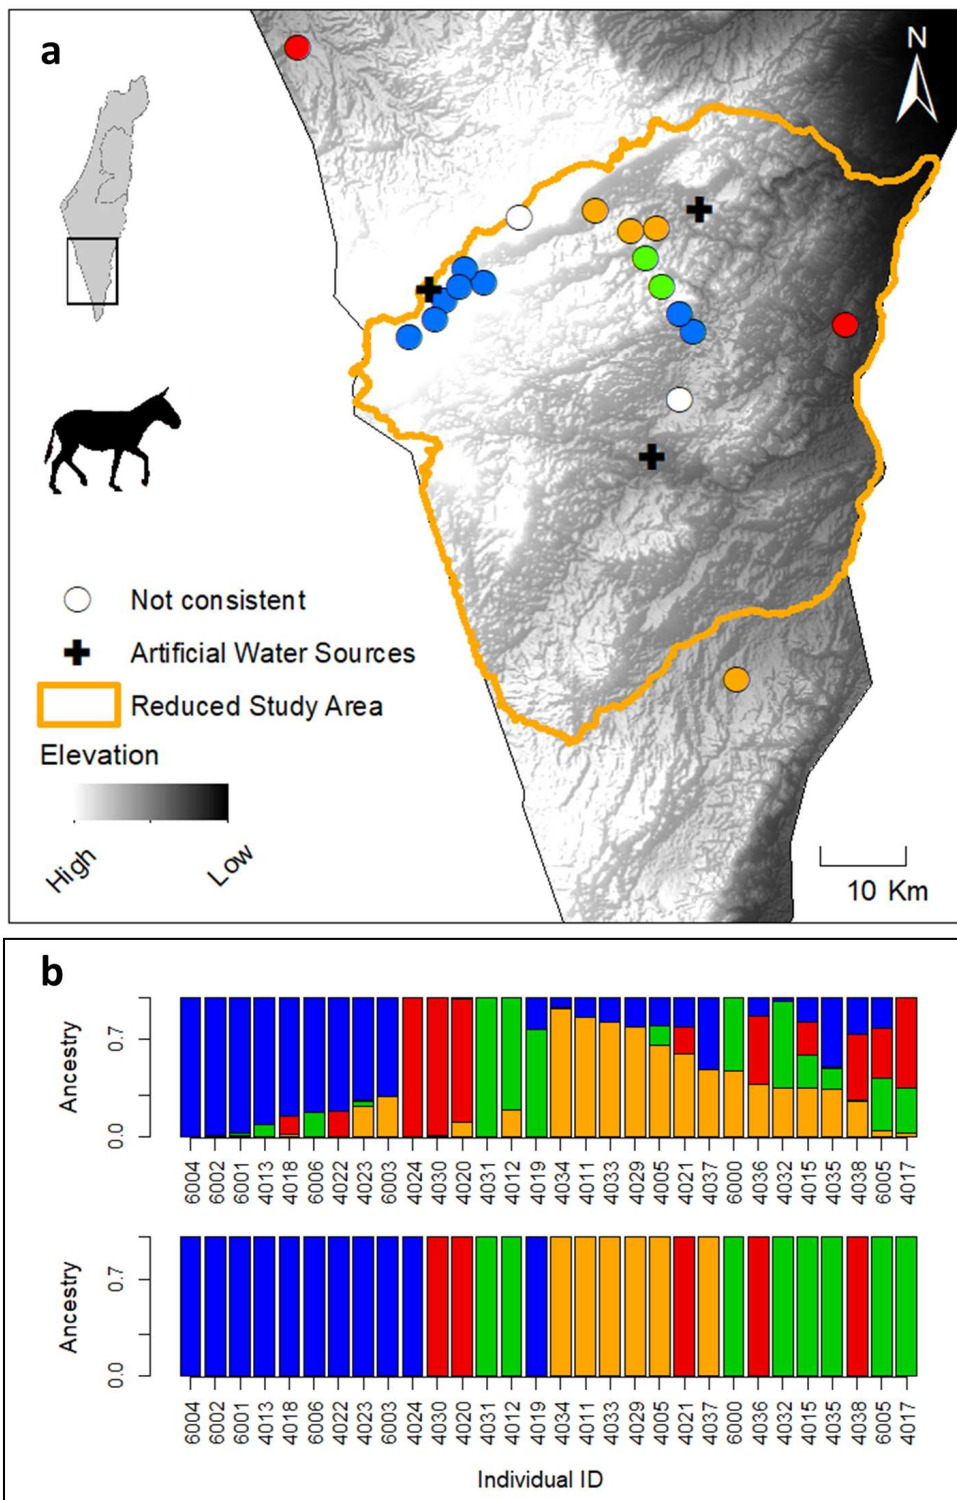 a
N
Not consistent
Artificial Water Sources
Reduced Study Area
Elevation
High
Low
10 Km
b
Ancestry
0.7
0.0
6004 6002 6001 4013 4018 6006 4022 4023 6003 4024 4030 4020 4031 4012 4019 4034 4011 4033 4029 4005 4021 4037 6000 4036 4032 4015 4035 4038 6005 4017
Ancestry
0.7
0.0
6004 6002 6001 4013 4018 6006 4022 4023 6003 4024 4030 4020 4031 4012 4019 4034 4011 4033 4029 4005 4021 4037 6000 4036 4032 4015 4035 4038 6005 4017
Individual ID